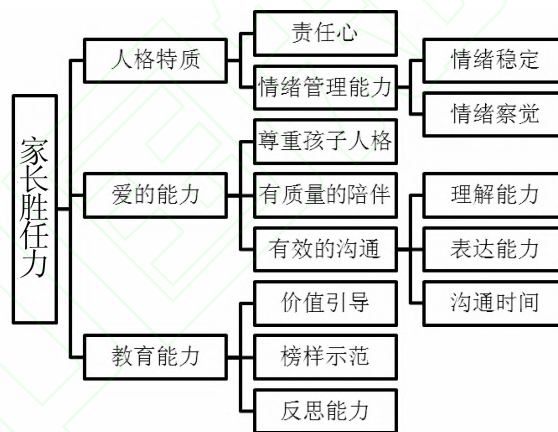 家长胜任力
人格特质
责任心
情绪管理能力
情绪稳定
情绪察觉
爱的能力
尊重孩子人格
有质量的陪伴
有效的沟通
理解能力
表达能力
沟通时间
教育能力
价值引导
榜样示范
反思能力